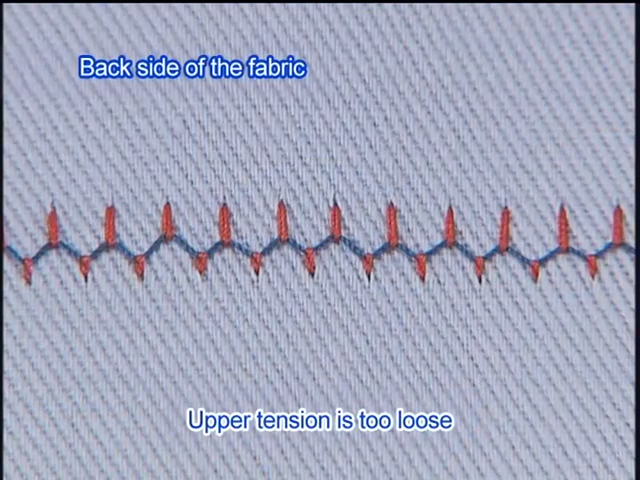 Back side of the fabric
Upper tension is too loose